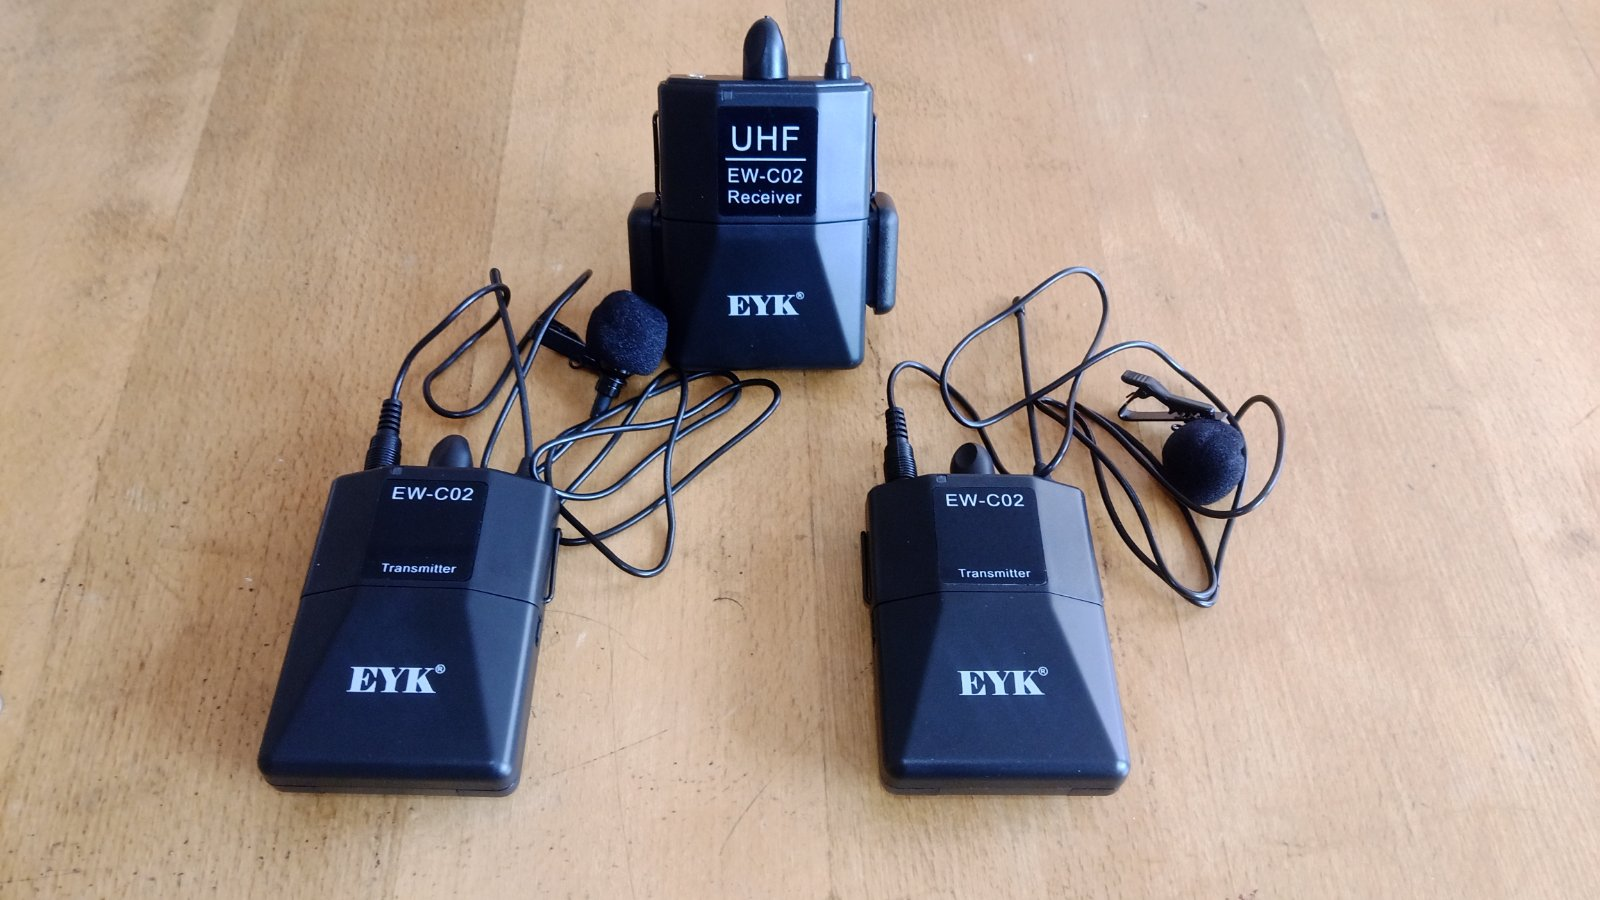 UHF
EW-C02
Receiver
EYK®
EW-C02
Transmitter
EYK®
EW-C02
Transmitter
EYK®